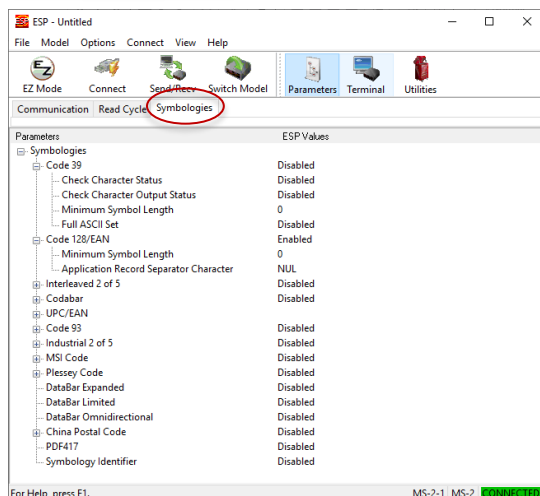 ESP - Untitled
File Model Options Connect View Help
EZ Mode Connect Send/Recv Switch Model Parameters Terminal Utilities
Communication Read Cycle Symbologies
Parameters ESP Values
Symbologies
Code 39 Disabled
Check Character Status Disabled
Check Character Output Status Disabled
Minimum Symbol Length 0
Full ASCII Set Disabled
Code 128/EAN Enabled
Minimum Symbol Length 0
Application Record Separator Character NUL
Interleaved 2 of 5 Disabled
Codabar Disabled
UPC/EAN
Code 93 Disabled
Industrial 2 of 5 Disabled
MSI Code Disabled
Plessey Code Disabled
DataBar Expanded Disabled
DataBar Limited Disabled
DataBar Omnidirectional Disabled
China Postal Code Disabled
PDF417 Disabled
Symbology Identifier Disabled
For Help, press F1. MS-2-1 MS-2 CONNECTED